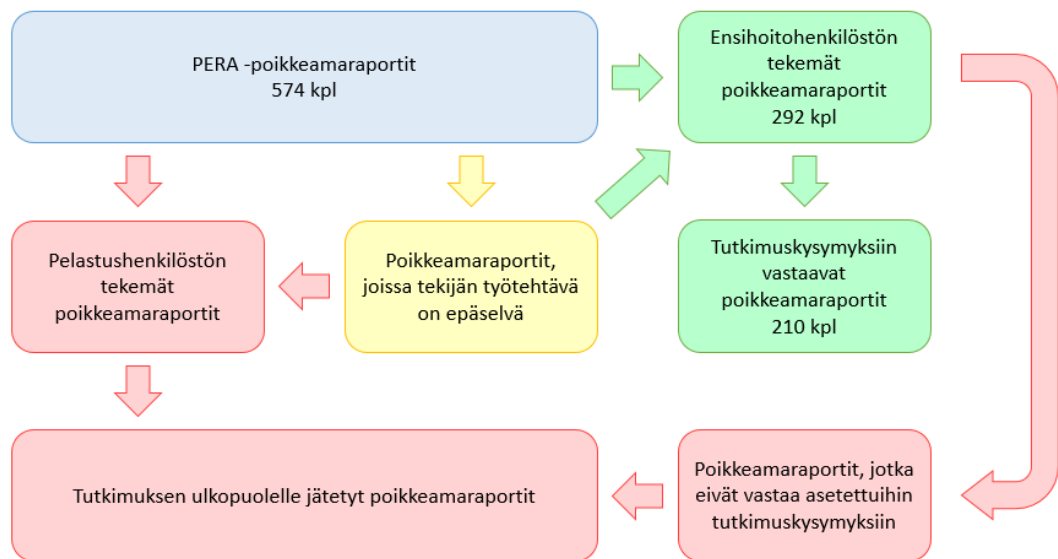 PERA -poikkeamaraportit
574 kpl
Ensihoitohenkilöstön
tekemät
poikkeamaraportit
292 kpl
Pelastushenkilöstön
tekemät
poikkeamaraportit
Poikkeamaraportit,
joissa tekijän työtehtävä
on epäselvä
Tutkimuskysymyksiin
vastaavat
poikkeamaraportit
210 kpl
Tutkimuksen ulkopuolelle jätetyt poikkeamaraportit
Poikkeamaraportit, jotka
eivät vastaa asetettuihin
tutkimuskysymyksiin